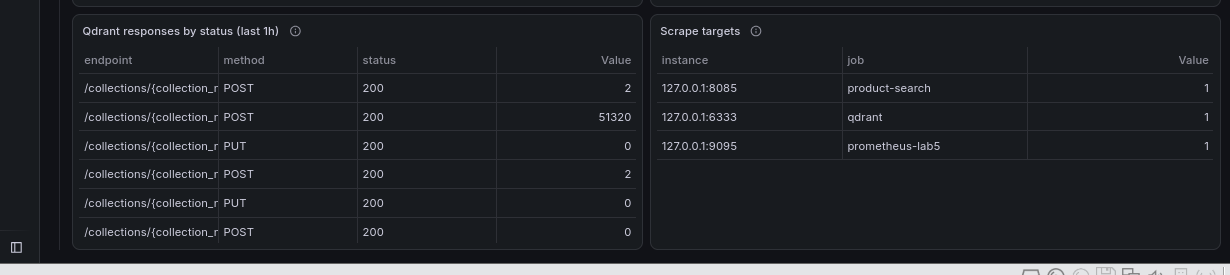 Qdrant responses by status (last 1h)
endpoint method status Value
/collections/{collection_r POST 200 2
/collections/{collection_r POST 200 51320
/collections/{collection_r PUT 200 0
/collections/{collection_r POST 200 2
/collections/{collection_r PUT 200 0
/collections/{collection_r POST 200 0
Scrape targets
instance job Value
127.0.0.1:8085 product-search 1
127.0.0.1:6333 qdrant 1
127.0.0.1:9095 prometheus-lab5 1